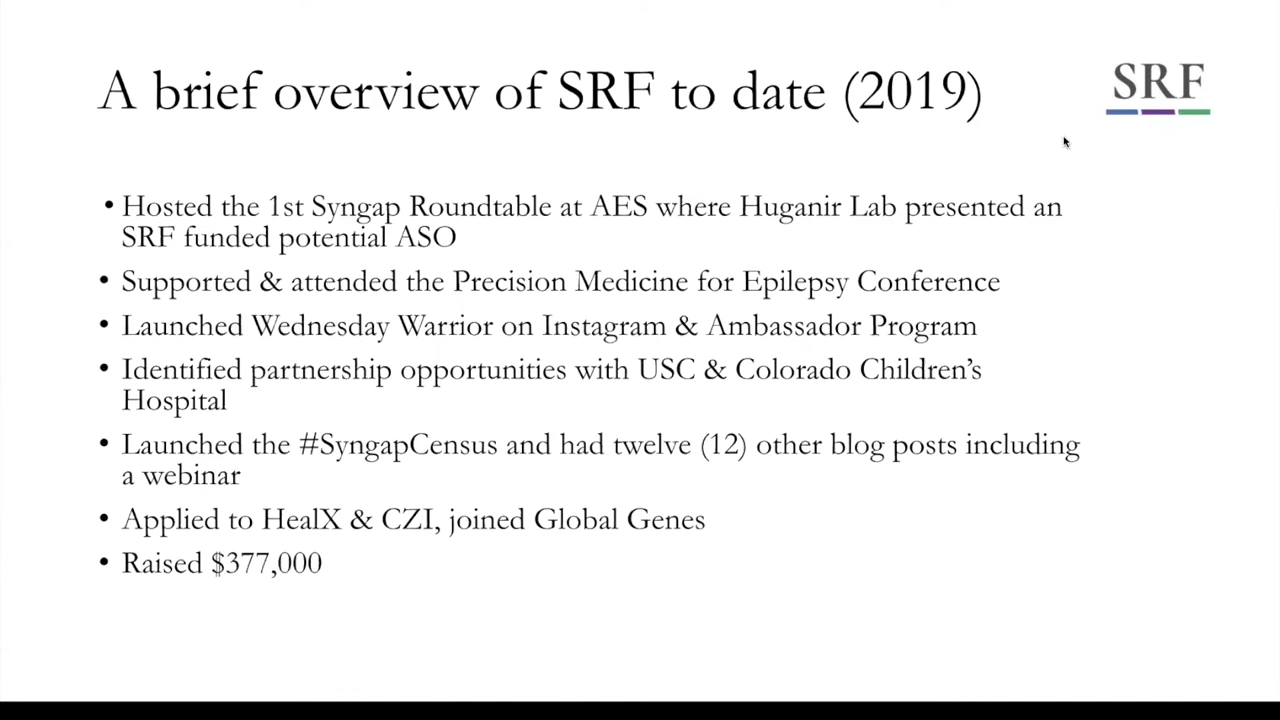 A brief overview of SRF to date (2019)
SRF
• Hosted the 1st Syngap Roundtable at AES where Huganir Lab presented an
SRF funded potential ASO
• Supported & attended the Precision Medicine for Epilepsy Conference
• Launched Wednesday Warrior on Instagram & Ambassador Program
• Identified partnership opportunities with USC & Colorado Children’s
Hospital
• Launched the #SyngapCensus and had twelve (12) other blog posts including
a webinar
• Applied to HealX & CZI, joined Global Genes
• Raised $377,000